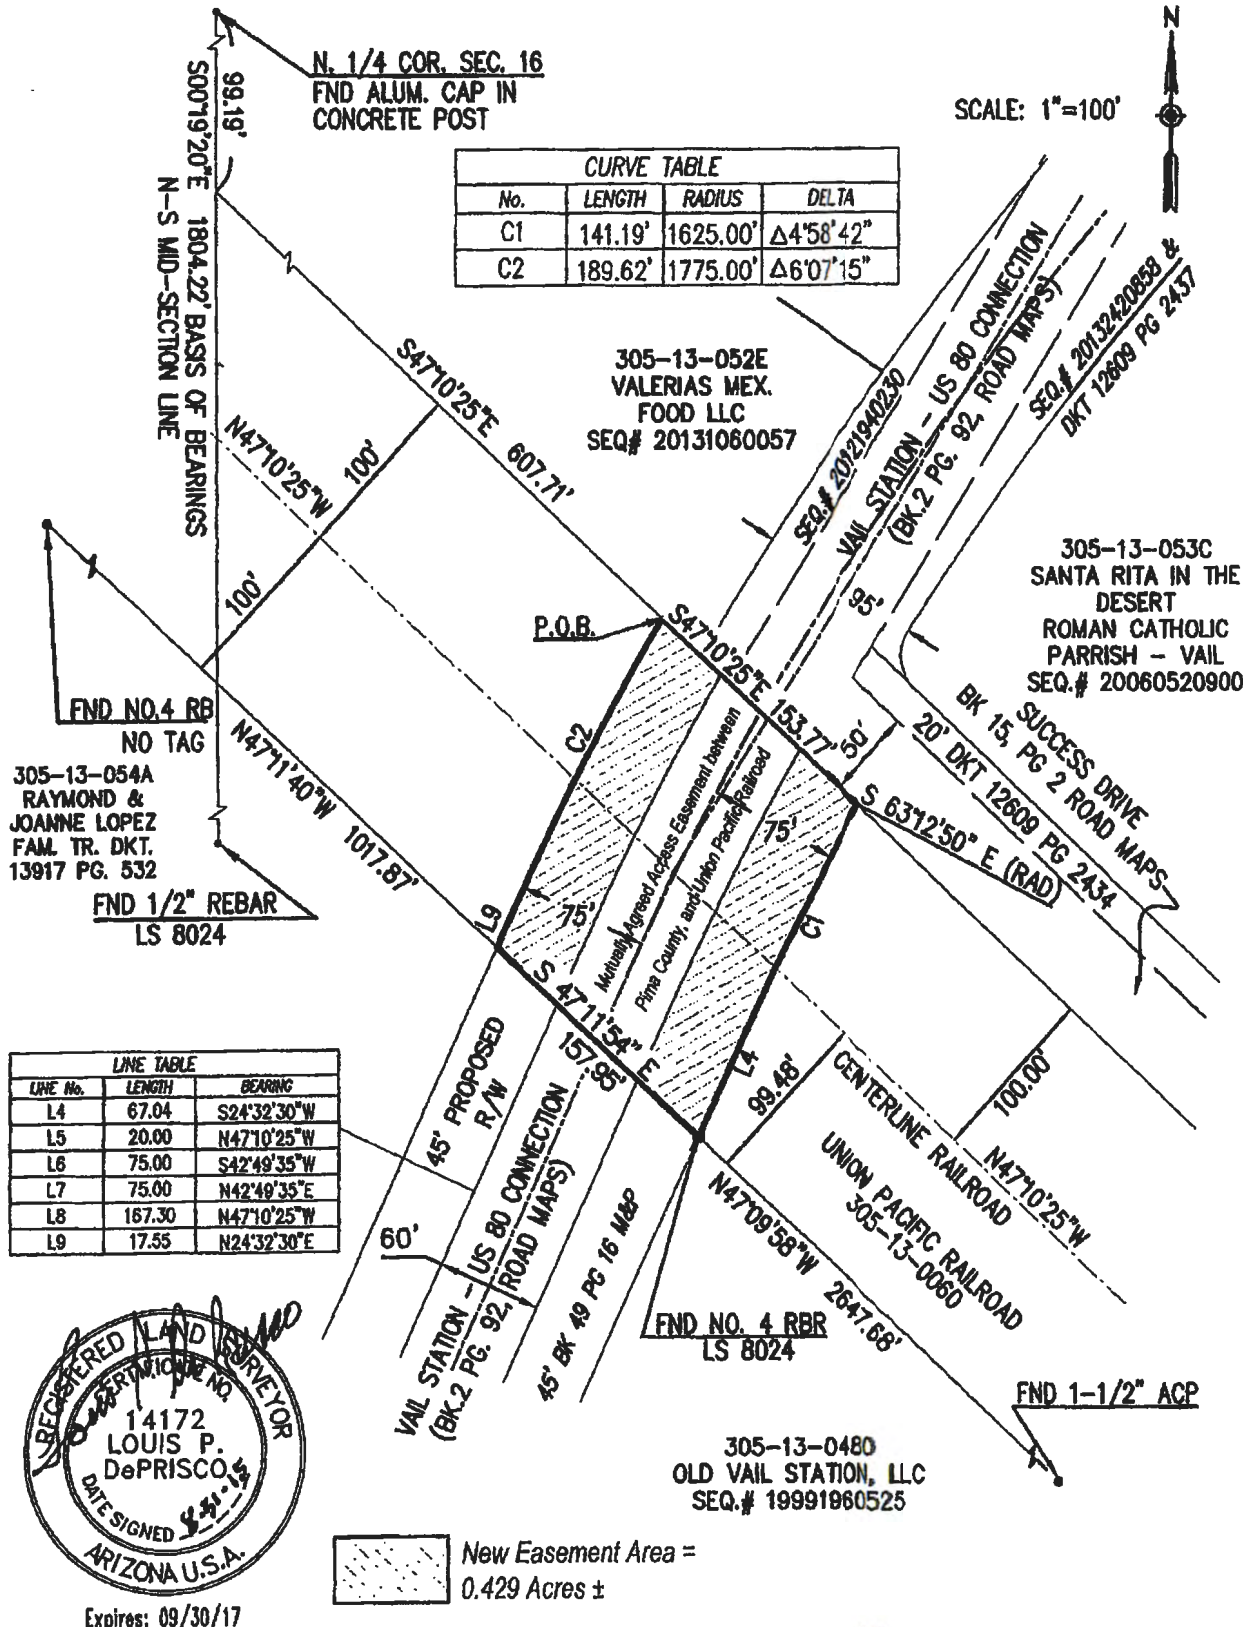 N. 1/4 COR. SEC. 16
FND ALUM. CAP IN
CONCRETE POST
99.19'
S00°19'20"E 1804.22' BASIS OF BEARINGS
N-S MID-SECTION LINE
N
SCALE: 1"=100'
CURVE TABLE
No. LENGTH RADIUS DELTA
C1 141.19' 1625.00' Δ4°58'42"
C2 189.62' 1775.00' Δ6°07'15"
S47°10'25"E 607.71'
305-13-052E
VALERIAS MEX.
FOOD LLC
SEQ# 20131060057
SEQ.# 20121940230
VAIL STATION - US 80 CONNECTION
(BK.2 PG. 92, ROAD MAPS)
SEQ.# 20132420858 &
DKT 12609 PG 2437
N47°10'25"W
100'
100'
305-13-053C
SANTA RITA IN THE
DESERT
ROMAN CATHOLIC
PARRISH - VAIL
SEQ.# 20060520900
95'
P.O.B.
S47°10'25"E 153.77'
50'
SUCCESS DRIVE
BK 15, PG 2 ROAD MAPS
20' DKT 12609 PG 2434
S 63°12'50" E (RAD)
FND NO.4 RB
NO TAG
N47°11'40"W 1017.87'
305-13-054A
RAYMOND &
JOANNE LOPEZ
FAM. TR. DKT.
13917 PG. 532
FND 1/2" REBAR
LS 8024
C2
L9
75'
Mutually Agreed Access Easement between
Pima County, and Union Pacific Railroad
75'
C1
L4
S 47°11'54" E
157.95'
99.48'
100.00'
CENTERLINE RAILROAD
N47°10'25"W
UNION PACIFIC RAILROAD
305-13-0060
N47°09'58"W 2647.68'
LINE TABLE
LINE No. LENGTH BEARING
L4 67.04 S24°32'30"W
L5 20.00 N47°10'25"W
L6 75.00 S42°49'35"W
L7 75.00 N42°49'35"E
L8 167.30 N47°10'25"W
L9 17.55 N24°32'30"E
45' PROPOSED
R/W
60'
VAIL STATION - US 80 CONNECTION
(BK.2 PG. 92, ROAD MAPS)
45' BK 49 PG 16 M&P
FND NO. 4 RBR
LS 8024
FND 1-1/2" ACP
305-13-0480
OLD VAIL STATION, LLC
SEQ.# 19991960525
REGISTERED LAND SURVEYOR
CERTIFICATE NO.
14172
LOUIS P.
DePRISCO
DATE SIGNED 8-31-15
ARIZONA U.S.A.
Expires: 09/30/17
New Easement Area =
0.429 Acres ±